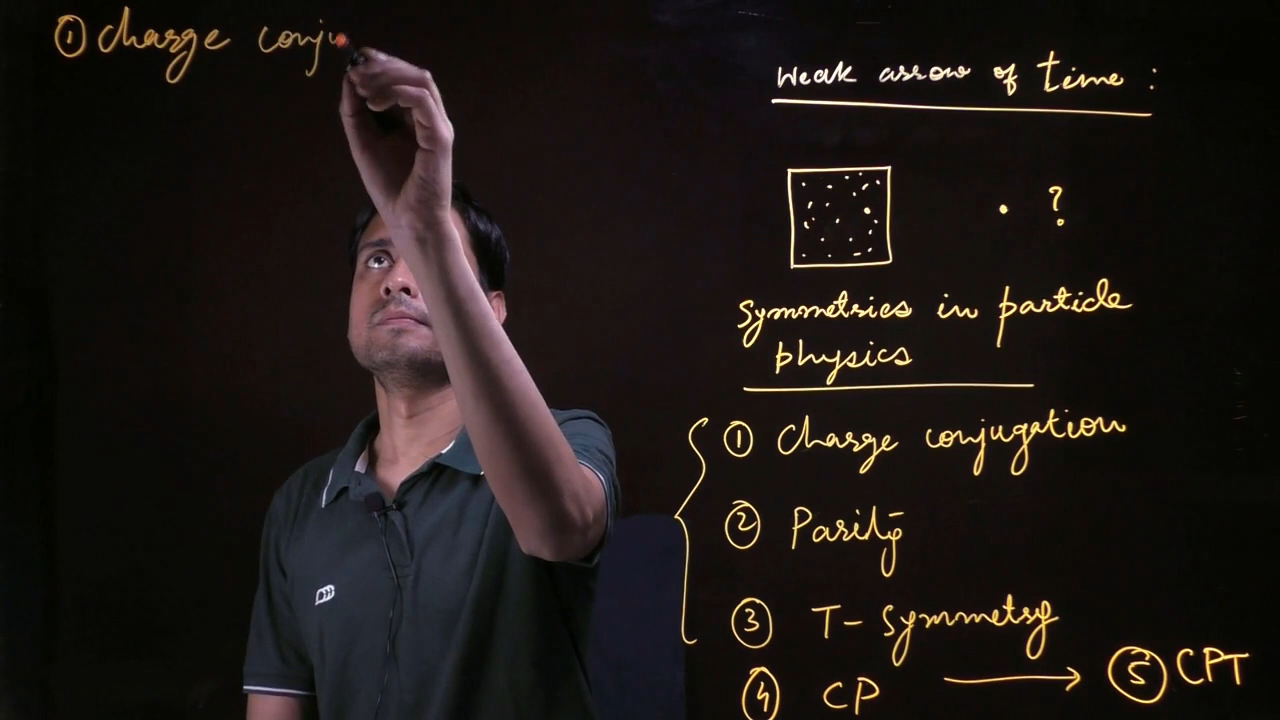 ① Charge conju
Weak arrow of time :
?
Symmetries in particle
physics
① Charge conjugation
② Parity
③ T- Symmetry
④ CP → ⑤ CPT